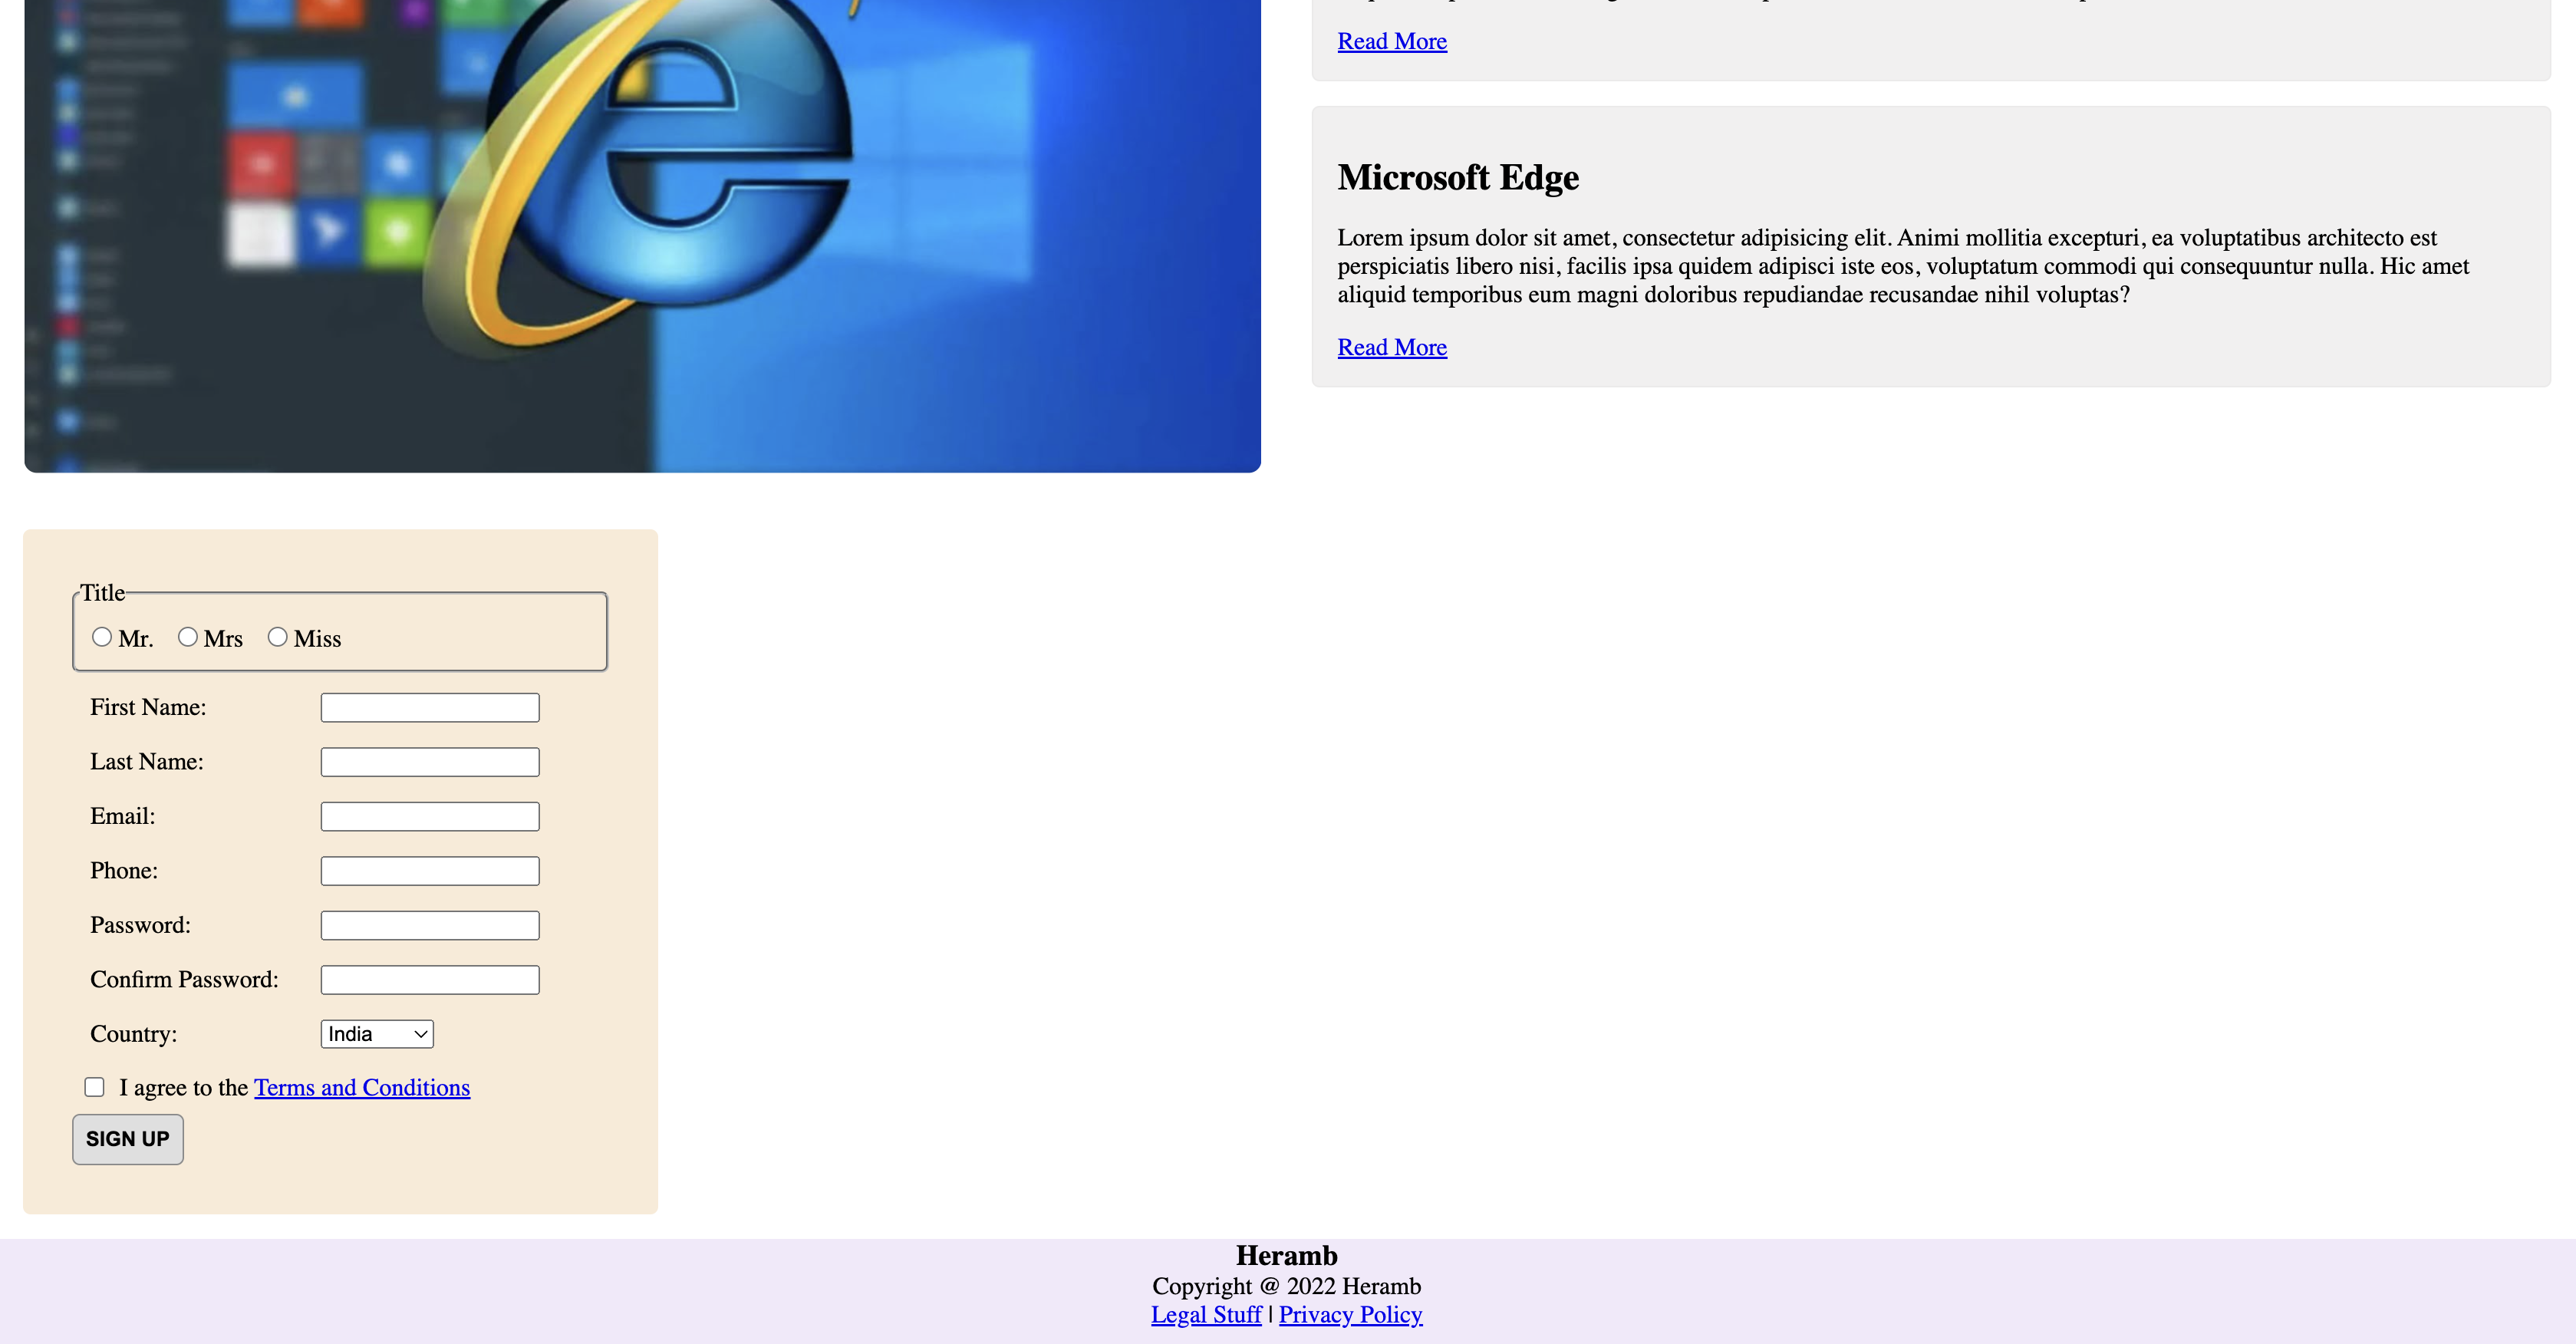 Read More
Microsoft Edge
Lorem ipsum dolor sit amet, consectetur adipisicing elit. Animi mollitia excepturi, ea voluptatibus architecto est
perspiciatis libero nisi, facilis ipsa quidem adipisci iste eos, voluptatum commodi qui consequuntur nulla. Hic amet
aliquid temporibus eum magni doloribus repudiandae recusandae nihil voluptas?
Read More
Title
Mr. Mrs Miss
First Name:
Last Name:
Email:
Phone:
Password:
Confirm Password:
Country: India
I agree to the Terms and Conditions
SIGN UP
Heramb
Copyright @ 2022 Heramb
Legal Stuff | Privacy Policy